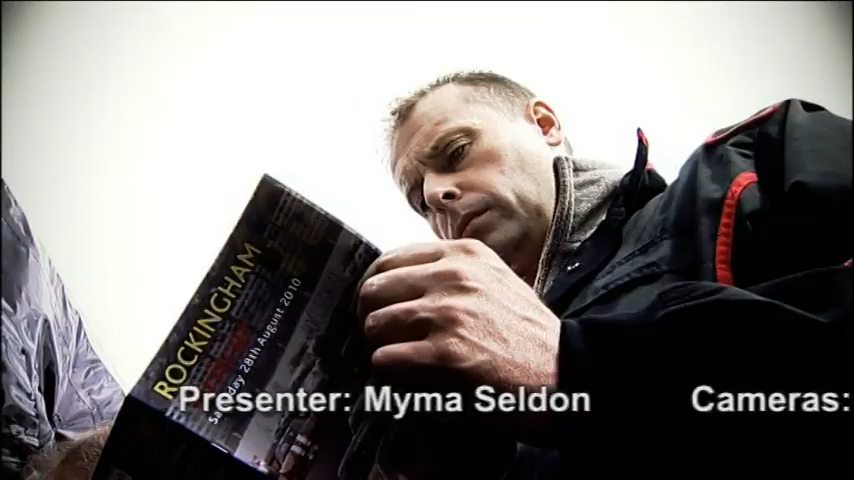 ROCKINGHAM
Saturday 28th August 2010
Presenter: Myma Seldon
Cameras: